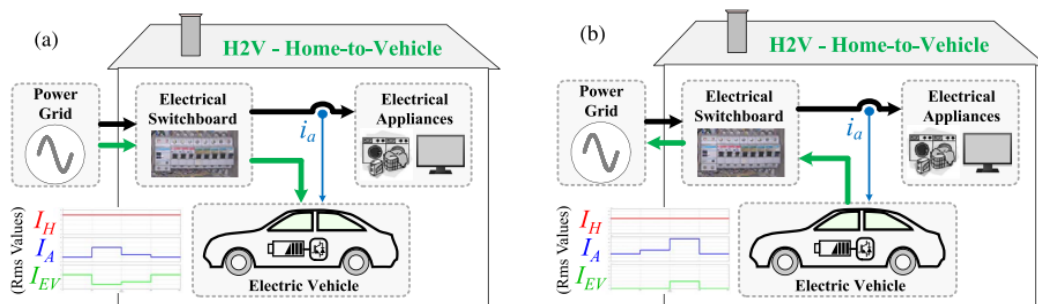 (a)
H2V - Home-to-Vehicle
Power
Grid
Electrical
Switchboard
Electrical
Appliances
i_a
(Rms Values)
I_H
I_A
I_EV
Electric Vehicle
(b)
H2V - Home-to-Vehicle
Power
Grid
Electrical
Switchboard
Electrical
Appliances
i_a
(Rms Values)
I_H
I_A
I_EV
Electric Vehicle